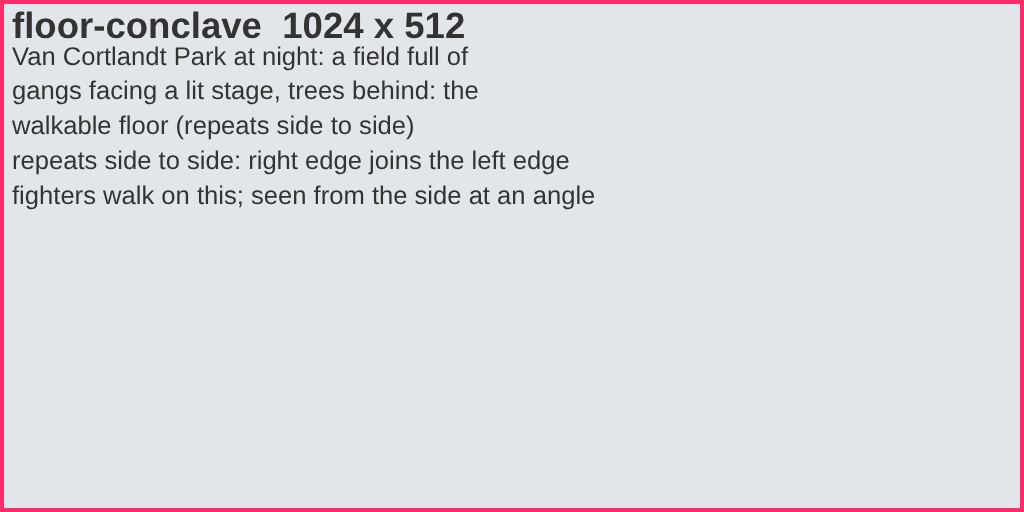 floor-conclave  1024 x 512
Van Cortlandt Park at night: a field full of
gangs facing a lit stage, trees behind: the
walkable floor (repeats side to side)
repeats side to side: right edge joins the left edge
fighters walk on this; seen from the side at an angle